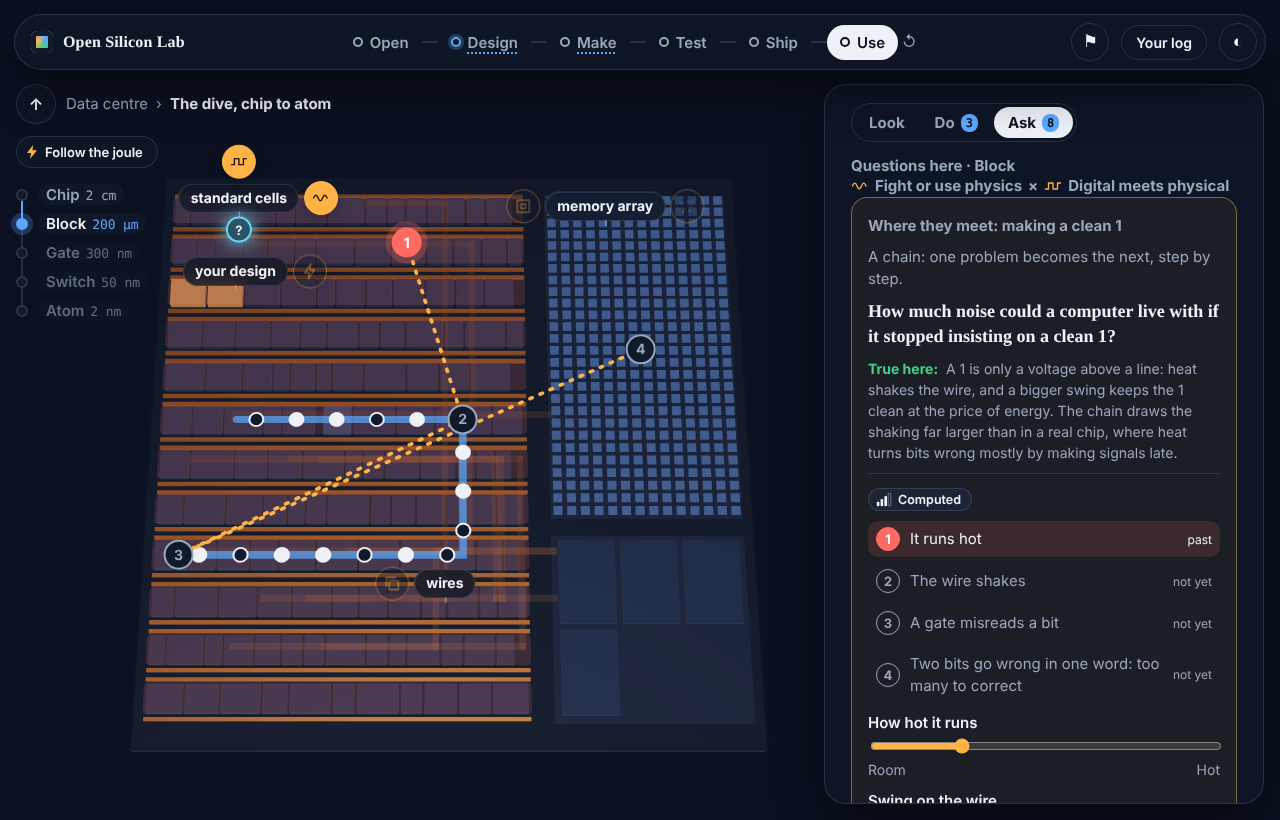 Open Silicon Lab
Open
Design
Make
Test
Ship
Use
Your log
Data centre › The dive, chip to atom
Follow the joule
Chip 2 cm
Block 200 µm
Gate 300 nm
Switch 50 nm
Atom 2 nm
standard cells
?
your design
memory array
wires
1
2
3
4
Look
Do 3
Ask 8
Questions here · Block
Fight or use physics × Digital meets physical
Where they meet: making a clean 1
A chain: one problem becomes the next, step by
step.
How much noise could a computer live with if
it stopped insisting on a clean 1?
True here: A 1 is only a voltage above a line: heat
shakes the wire, and a bigger swing keeps the 1
clean at the price of energy. The chain draws the
shaking far larger than in a real chip, where heat
turns bits wrong mostly by making signals late.
Computed
1 It runs hot past
2 The wire shakes not yet
3 A gate misreads a bit not yet
4 Two bits go wrong in one word: too
many to correct not yet
How hot it runs
Room Hot
Swing on the wire